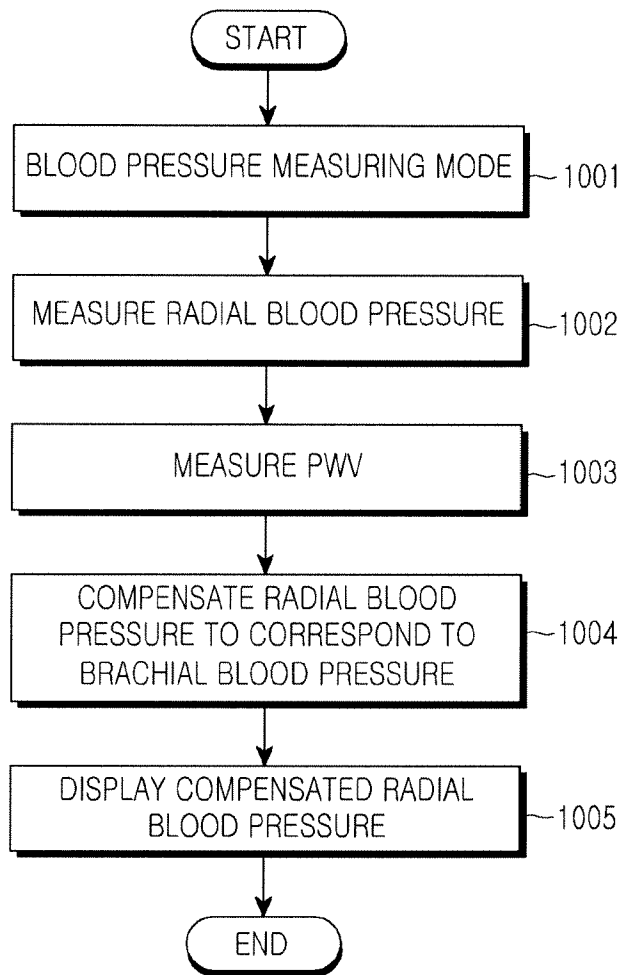 START
BLOOD PRESSURE MEASURING MODE
1001
MEASURE RADIAL BLOOD PRESSURE
1002
MEASURE PWV
1003
COMPENSATE RADIAL BLOOD
PRESSURE TO CORRESPOND TO
BRACHIAL BLOOD PRESSURE
1004
DISPLAY COMPENSATED RADIAL
BLOOD PRESSURE
1005
END